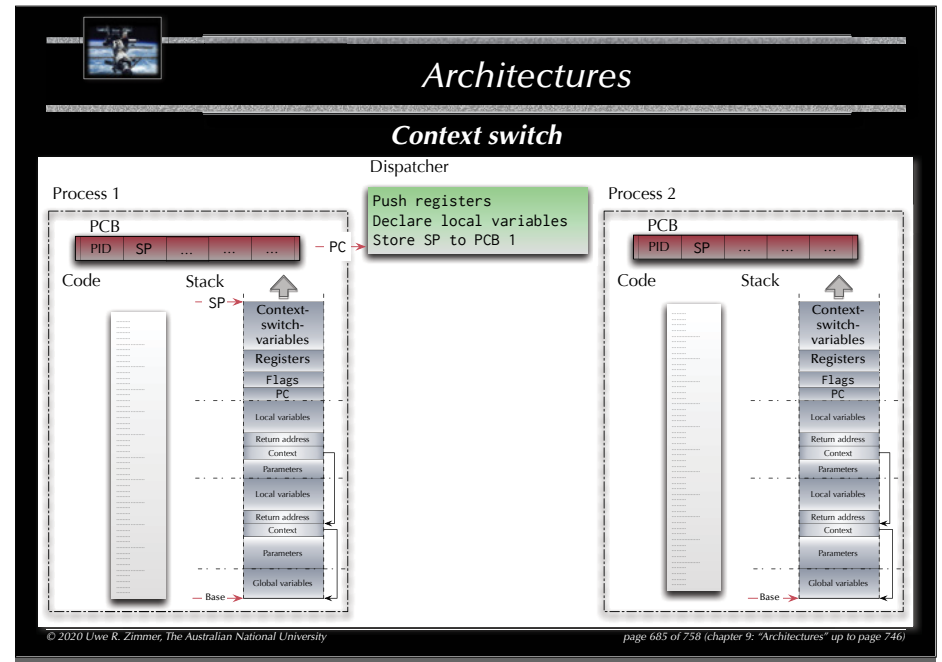 Architectures
Context switch
Dispatcher
Push registers
Declare local variables
Store SP to PCB 1
PC
Process 1
PCB
PID SP ... ... ...
Code
Stack
SP
Context-
switch-
variables
Registers
Flags
PC
Local variables
Return address
Context
Parameters
Local variables
Return address
Context
Parameters
Global variables
Base
Process 2
PCB
PID SP ... ... ...
Code
Stack
Context-
switch-
variables
Registers
Flags
PC
Local variables
Return address
Context
Parameters
Local variables
Return address
Context
Parameters
Global variables
Base
© 2020 Uwe R. Zimmer, The Australian National University
page 685 of 758 (chapter 9: "Architectures" up to page 746)